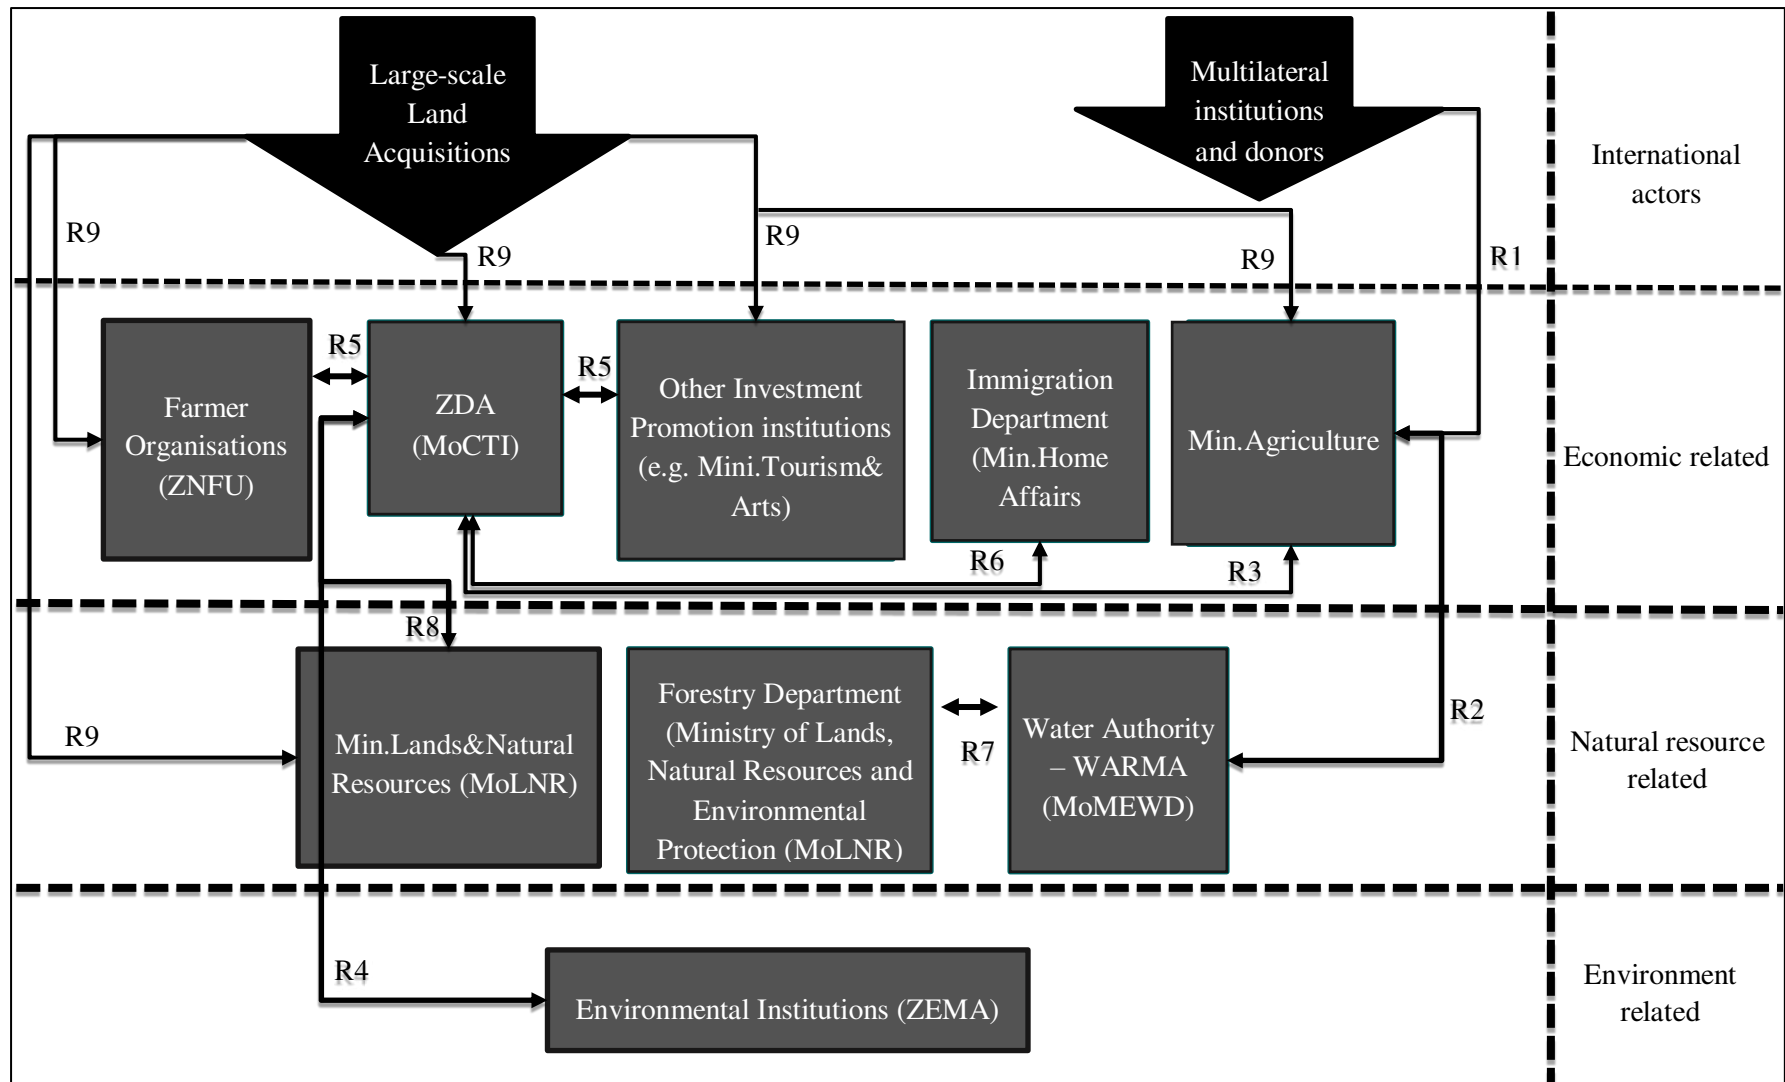 Large-scale
Land
Acquisitions
Multilateral
institutions
and donors
International
actors
R9
R9
R9
R9
R1
Farmer
Organisations
(ZNFU)
R5
ZDA
(MoCTI)
R5
Other Investment
Promotion institutions
(e.g. Mini.Tourism&
Arts)
Immigration
Department
(Min.Home
Affairs
Min.Agriculture
Economic related
R6
R3
R8
R9
Min.Lands&Natural
Resources (MoLNR)
Forestry Department
(Ministry of Lands,
Natural Resources and
Environmental
Protection (MoLNR)
R7
Water Authority
– WARMA
(MoMEWD)
R2
Natural resource
related
R4
Environmental Institutions (ZEMA)
Environment
related